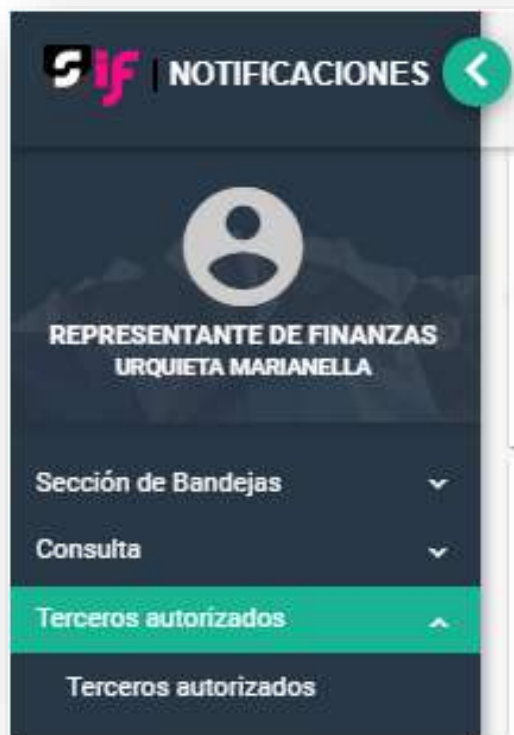 Sif | NOTIFICACIONES
REPRESENTANTE DE FINANZAS
URQUIETA MARIANELLA
Sección de Bandejas
Consulta
Terceros autorizados
Terceros autorizados